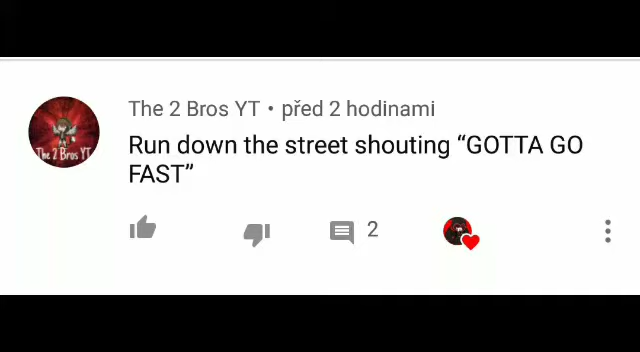 The 2 Bros YT • před 2 hodinami
Run down the street shouting “GOTTA GO
FAST”
The 2 Bros YT
2